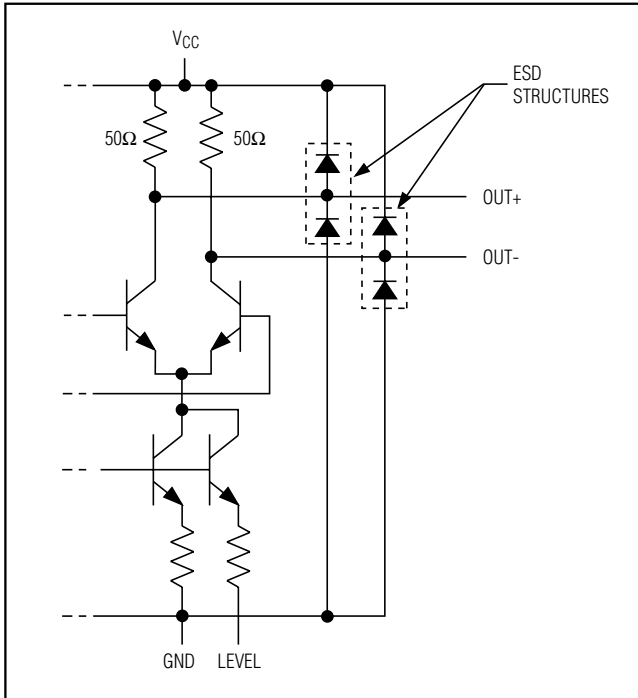 VCC
ESD
STRUCTURES
50Ω
50Ω
OUT+
OUT-
GND
LEVEL